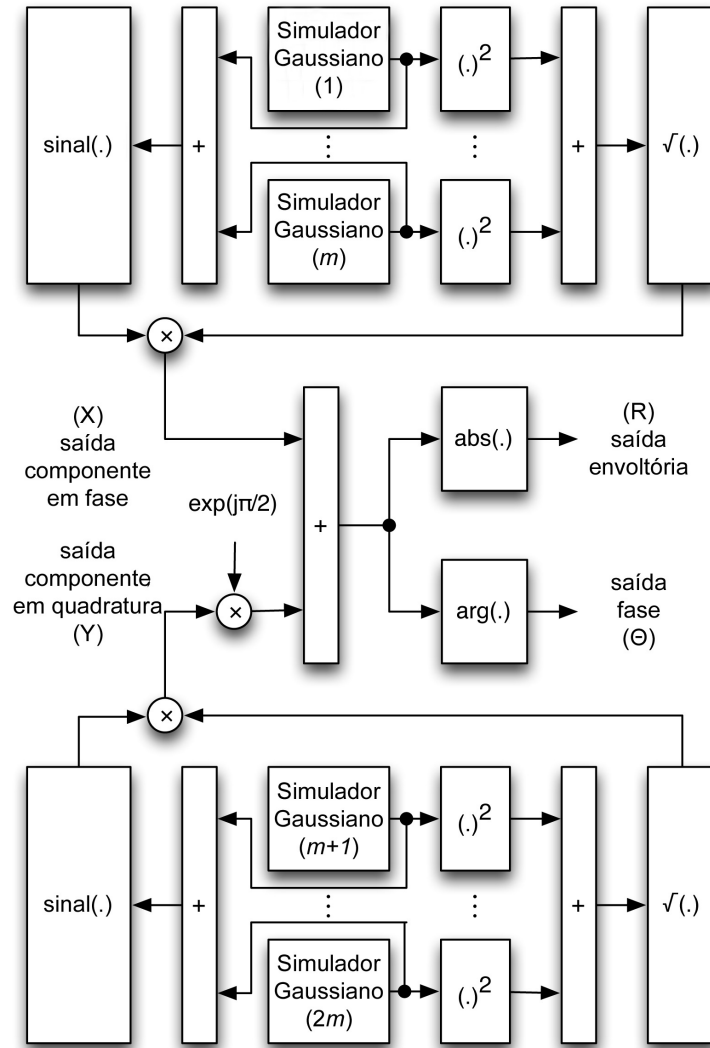 Simulador
Gaussiano
(1)
(.)²
sinal(.)
+
⋮
⋮
+
√(.)
Simulador
Gaussiano
(m)
(.)²
×
(X)
saída
componente
em fase
exp(jπ/2)
abs(.)
(R)
saída
envoltória
+
saída
componente
em quadratura
(Y)
×
arg(.)
saída
fase
(Θ)
×
Simulador
Gaussiano
(m+1)
(.)²
sinal(.)
+
⋮
⋮
+
√(.)
Simulador
Gaussiano
(2m)
(.)²